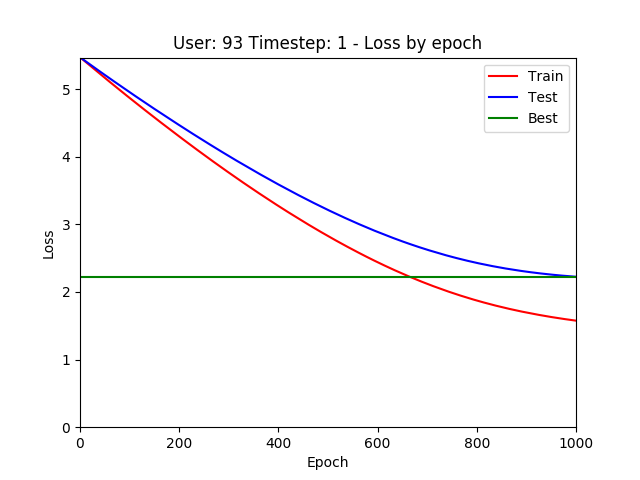 User: 93 Timestep: 1 - Loss by epoch
Train
Test
Best
Loss
5
4
3
2
1
0
0 200 400 600 800 1000
Epoch